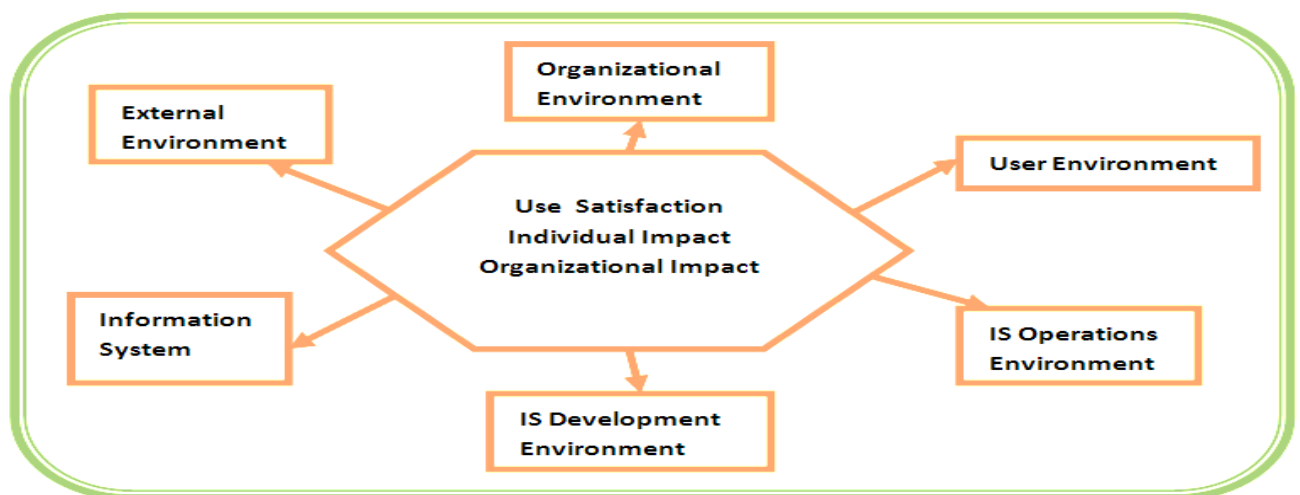 Organizational
Environment
External
Environment
User Environment
Use Satisfaction
Individual Impact
Organizational Impact
Information
System
IS Operations
Environment
IS Development
Environment